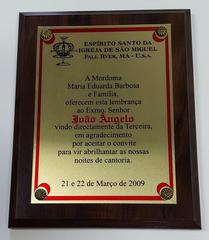 ESPÍRITO SANTO DA
IGREJA DE SÃO MIGUEL
FALL RVER, MA - U.S.A.
A Mordoma
Maria Eduarda Barbosa
e Família,
oferecem esta lembrança
ao Exmo. Senhor
João Ângelo
vindo directamente da Terceira,
em agradecimento
por aceitar o convite
para vir abrilhantar as nossas
noites de cantoria.
21 e 22 de Março de 2009